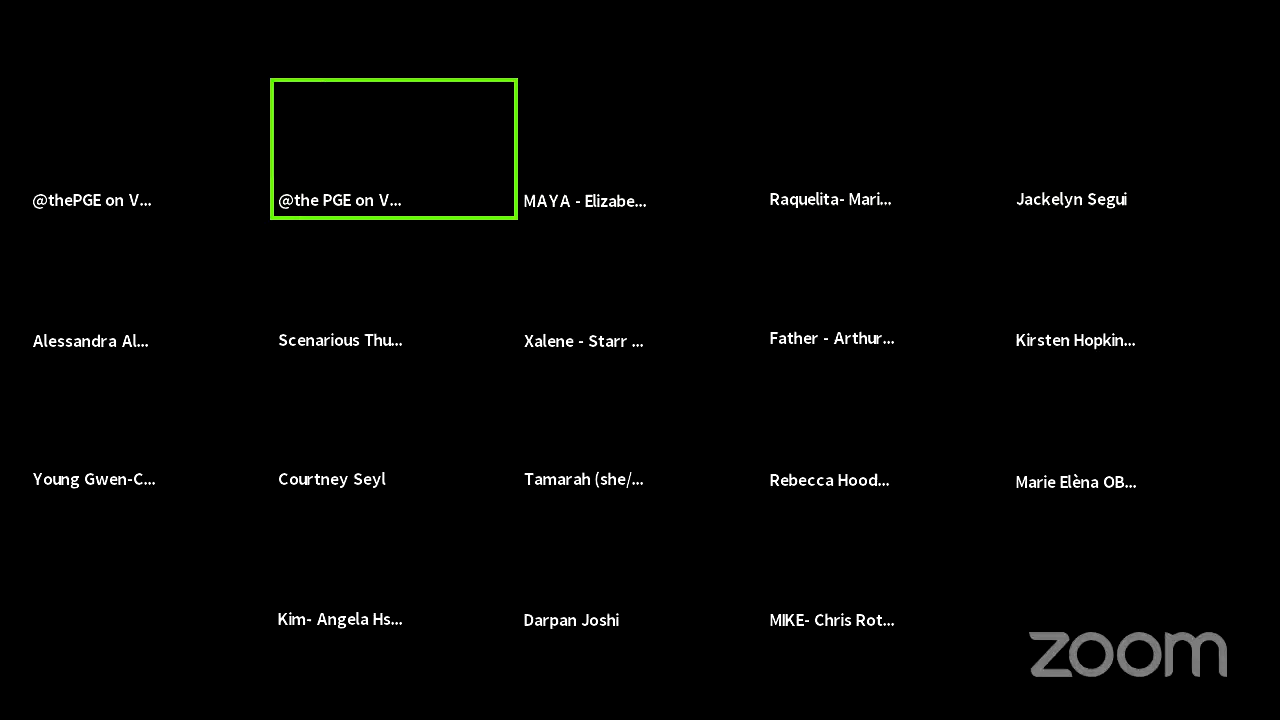 @thePGE on V...
@the PGE on V...
MAYA - Elizabe...
Raquelita- Mari...
Jackelyn Segui
Alessandra Al...
Scenarious Thu...
Xalene - Starr ...
Father - Arthur...
Kirsten Hopkin...
Young Gwen-C...
Courtney Seyl
Tamarah (she/...
Rebecca Hood...
Marie Elèna OB...
Kim- Angela Hs...
Darpan Joshi
MIKE- Chris Rot...
zoom